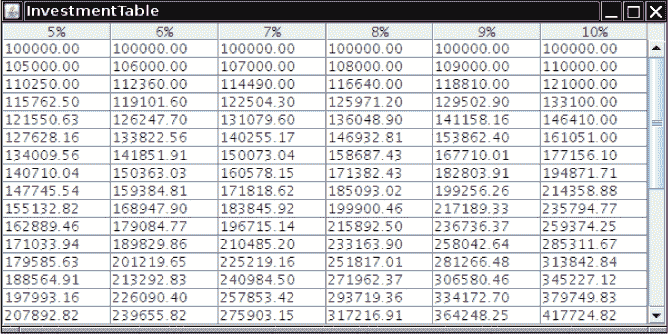 InvestmentTable
5% 6% 7% 8% 9% 10%
100000.00 100000.00 100000.00 100000.00 100000.00 100000.00
105000.00 106000.00 107000.00 108000.00 109000.00 110000.00
110250.00 112360.00 114490.00 116640.00 118810.00 121000.00
115762.50 119101.60 122504.30 125971.20 129502.90 133100.00
121550.63 126247.70 131079.60 136048.90 141158.16 146410.00
127628.16 133822.56 140255.17 146932.81 153862.40 161051.00
134009.56 141851.91 150073.04 158687.43 167710.01 177156.10
140710.04 150363.03 160578.15 171382.43 182803.91 194871.71
147745.54 159384.81 171818.62 185093.02 199256.26 214358.88
155132.82 168947.90 183845.92 199900.46 217189.33 235794.77
162889.46 179084.77 196715.14 215892.50 236736.37 259374.25
171033.94 189829.86 210485.20 233163.90 258042.64 285311.67
179585.63 201219.65 225219.16 251817.01 281266.48 313842.84
188564.91 213292.83 240984.50 271962.37 306580.46 345227.12
197993.16 226090.40 257853.42 293719.36 334172.70 379749.83
207892.82 239655.82 275903.15 317216.91 364248.25 417724.82